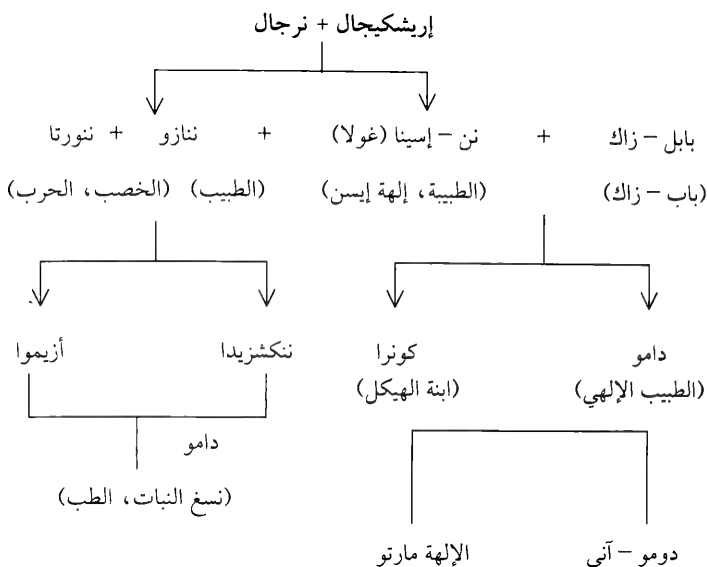 إريشكيجال + نرجال
بابل – زاك + نن – إسينا (غولا) + ننازو + ننورتا
(باب – زاك) (الطبيبة، إلهة إيسن) (الطبيب) (الخصب، الحرب)
دامو كونرا ننكشزيدا أزيموا
(الطبيب الإلهي) (ابنة الهيكل)
دامو
(نسغ النبات، الطب)
دومو – آني الإلهة مارتو